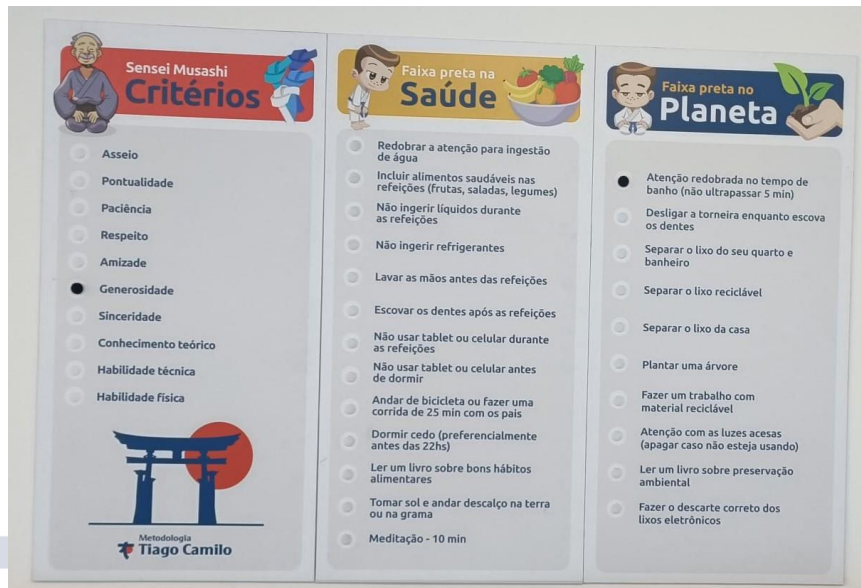 Sensei Musashi
Critérios
Asseio
Pontualidade
Paciência
Respeito
Amizade
Generosidade
Sinceridade
Conhecimento teórico
Habilidade técnica
Habilidade física
Metodologia
Tiago Camilo
Faixa preta na
Saúde
Redobrar a atenção para ingestão
de água
Incluir alimentos saudáveis nas
refeições (frutas, saladas, legumes)
Não ingerir líquidos durante
as refeições
Não ingerir refrigerantes
Lavar as mãos antes das refeições
Escovar os dentes após as refeições
Não usar tablet ou celular durante
as refeições
Não usar tablet ou celular antes
de dormir
Andar de bicicleta ou fazer uma
corrida de 25 min com os pais
Dormir cedo (preferencialmente
antes das 22hs)
Ler um livro sobre bons hábitos
alimentares
Tomar sol e andar descalço na terra
ou na grama
Meditação - 10 min
Faixa preta no
Planeta
Atenção redobrada no tempo de
banho (não ultrapassar 5 min)
Desligar a torneira enquanto escova
os dentes
Separar o lixo do seu quarto e
banheiro
Separar o lixo reciclável
Separar o lixo da casa
Plantar uma árvore
Fazer um trabalho com
material reciclável
Atenção com as luzes acesas
(apagar caso não esteja usando)
Ler um livro sobre preservação
ambiental
Fazer o descarte correto dos
lixos eletrônicos